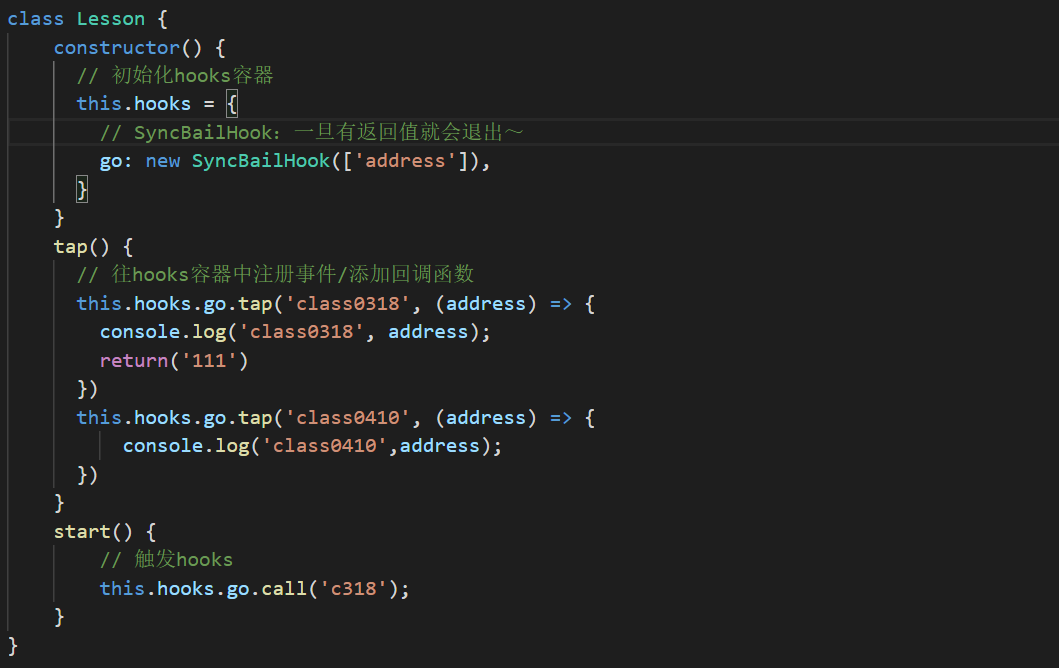 class Lesson {
    constructor() {
      // 初始化hooks容器
      this.hooks = {
        // SyncBailHook：一旦有返回值就会退出～
        go: new SyncBailHook(['address']),
      }
    }
    tap() {
      // 往hooks容器中注册事件/添加回调函数
      this.hooks.go.tap('class0318', (address) => {
        console.log('class0318', address);
        return('111')
      })
      this.hooks.go.tap('class0410', (address) => {
          console.log('class0410',address);
      })
    }
    start() {
        // 触发hooks
        this.hooks.go.call('c318');
    }
}